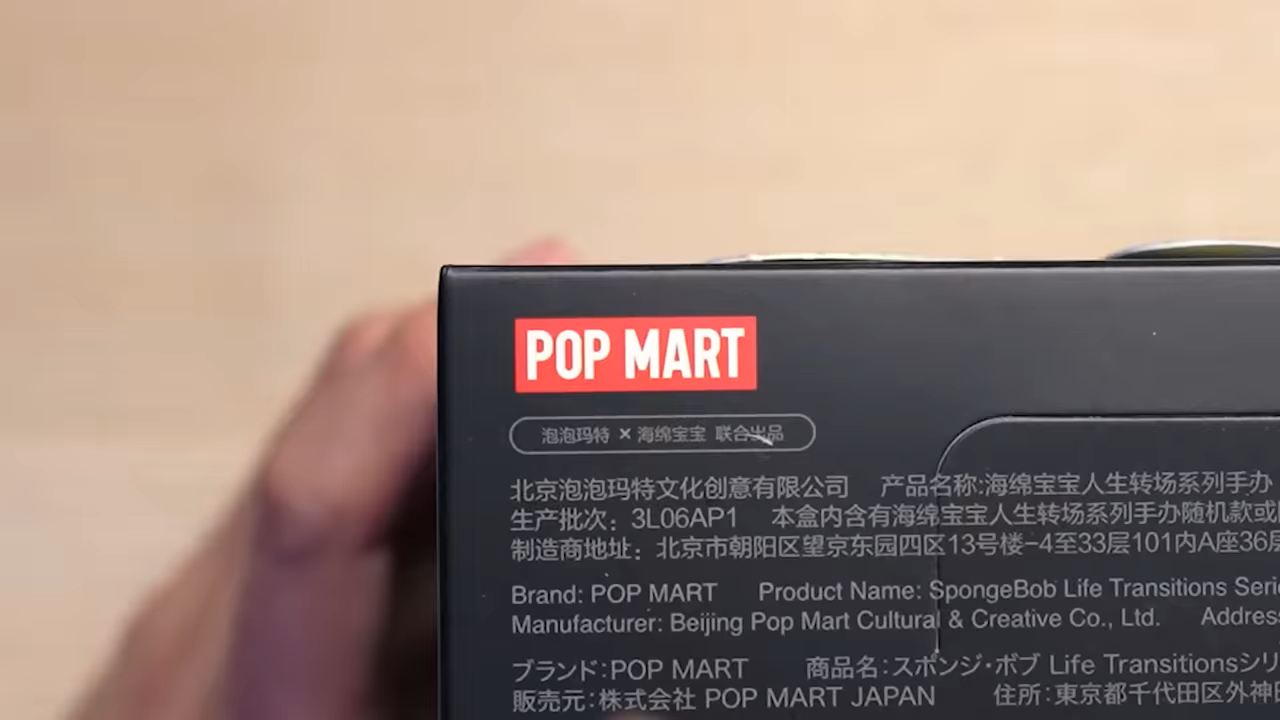 POP MART
泡泡玛特 × 海绵宝宝 联合出品
北京泡泡玛特文化创意有限公司 产品名称:海绵宝宝人生转场系列手办
生产批次: 3L06AP1 本盒内含有海绵宝宝人生转场系列手办随机款或
制造商地址: 北京市朝阳区望京东园四区13号楼-4至33层101内A座36层
Brand: POP MART Product Name: SpongeBob Life Transitions Seri
Manufacturer: Beijing Pop Mart Cultural & Creative Co., Ltd. Addres
ブランド:POP MART 商品名:スポンジ・ボブ Life Transitionsシリ
販売元:株式会社 POP MART JAPAN 住所:東京都千代田区外神